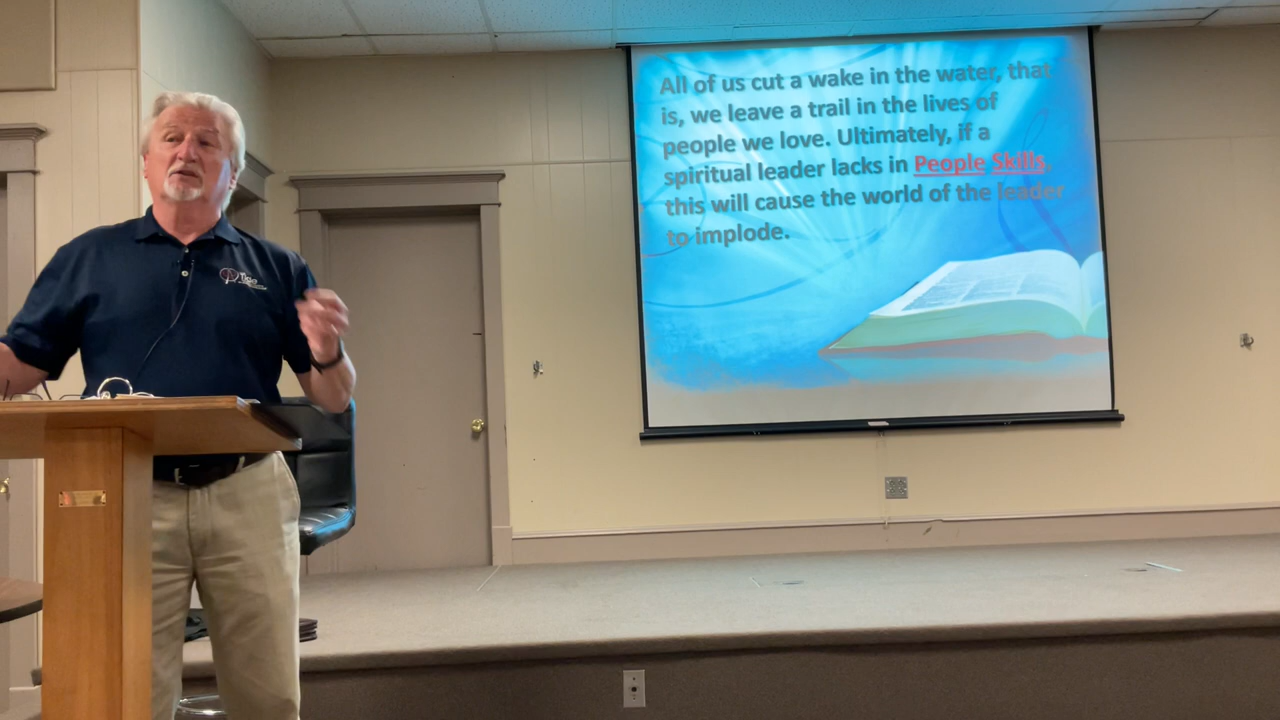 All of us cut a wake in the water, that
is, we leave a trail in the lives of
people we love. Ultimately, if a
spiritual leader lacks in People Skills,
this will cause the world of the leader
to implode.